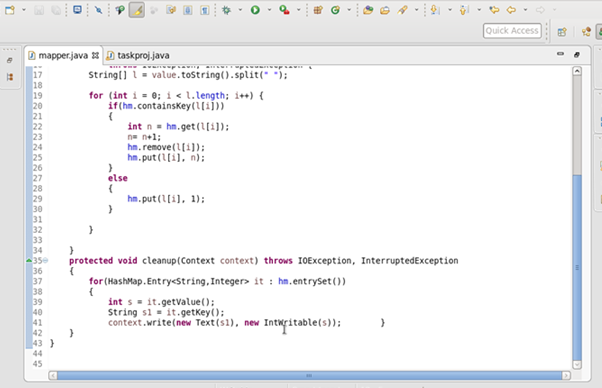 Quick Access
mapper.java taskproj.java
17 String[] l = value.toString().split(" ");
18
19 for (int i = 0; i < l.length; i++) {
20 if(hm.containsKey(l[i]))
21 {
22 int n = hm.get(l[i]);
23 n= n+1;
24 hm.remove(l[i]);
25 hm.put(l[i], n);
26 }
27 else
28 {
29 hm.put(l[i], 1);
30 }
31
32 }
33
34 }
35 protected void cleanup(Context context) throws IOException, InterruptedException
36 {
37 for(HashMap.Entry<String,Integer> it : hm.entrySet())
38 {
39 int s = it.getValue();
40 String s1 = it.getKey();
41 context.write(new Text(s1), new IntWritable(s)); }
42 }
43 }
44
45